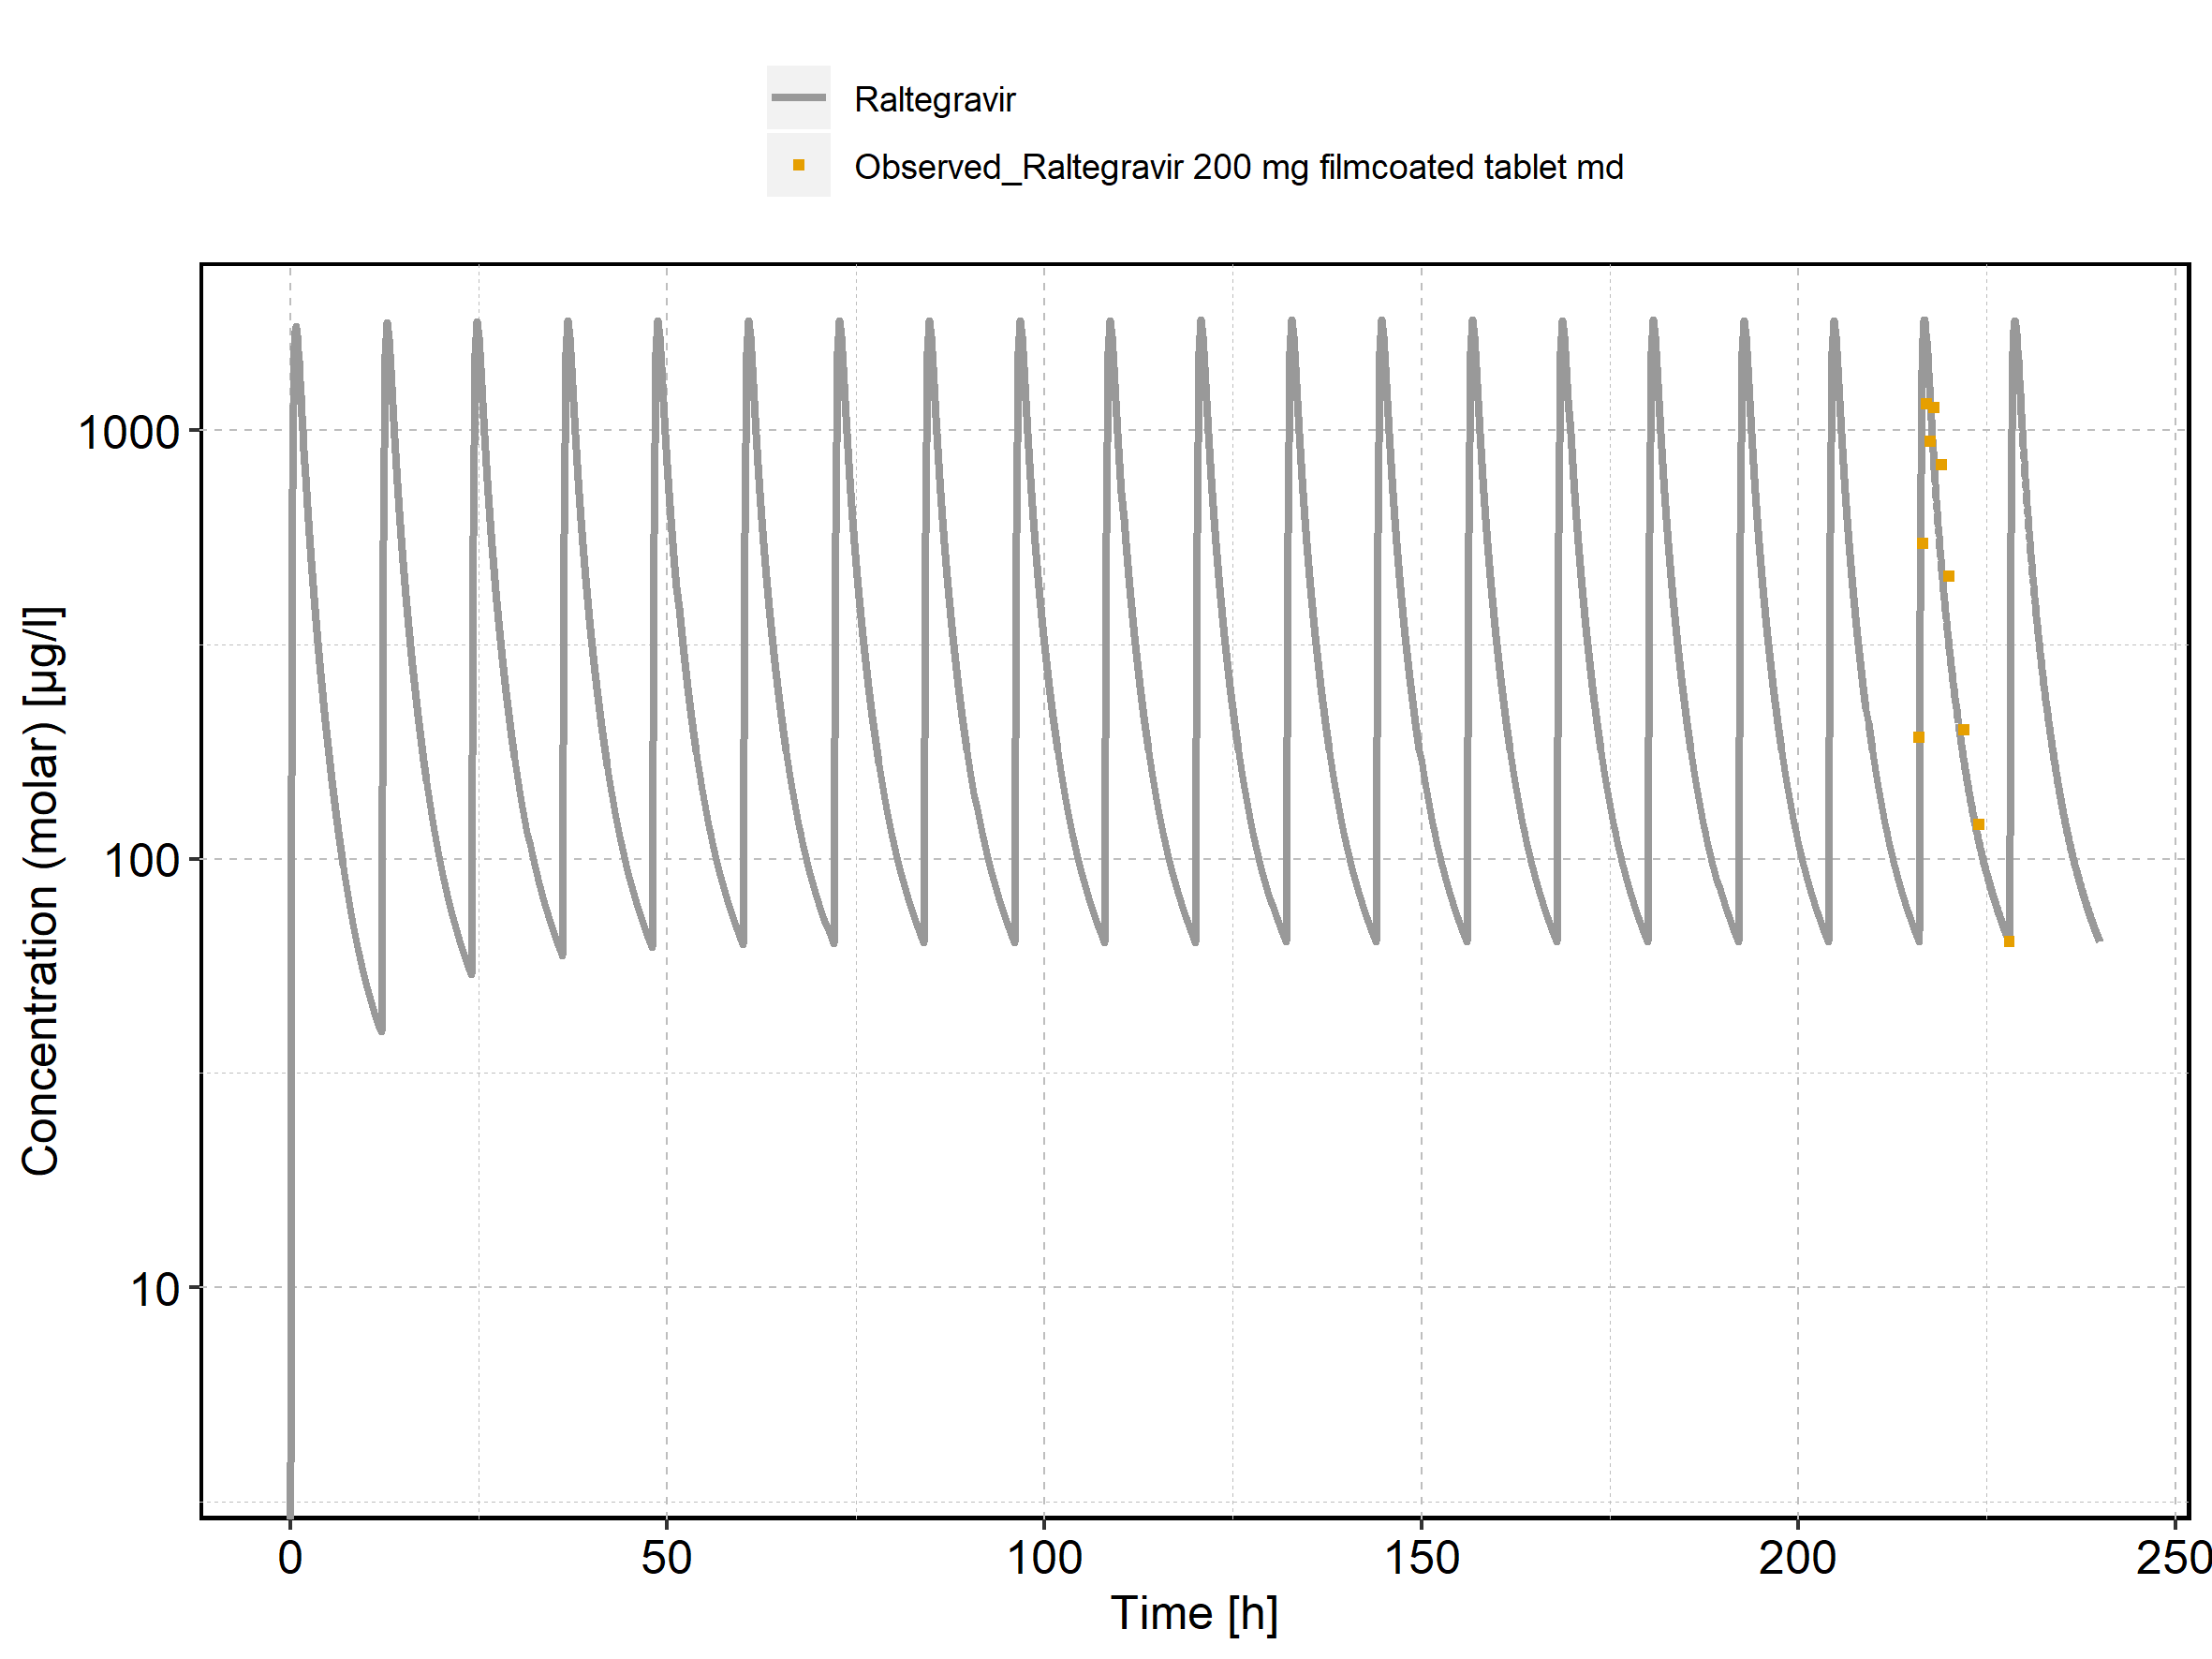 Raltegravir
Observed_Raltegravir 200 mg filmcoated tablet md
Concentration (molar) [µg/l]
1000
100
10
0 50 100 150 200 250
Time [h]